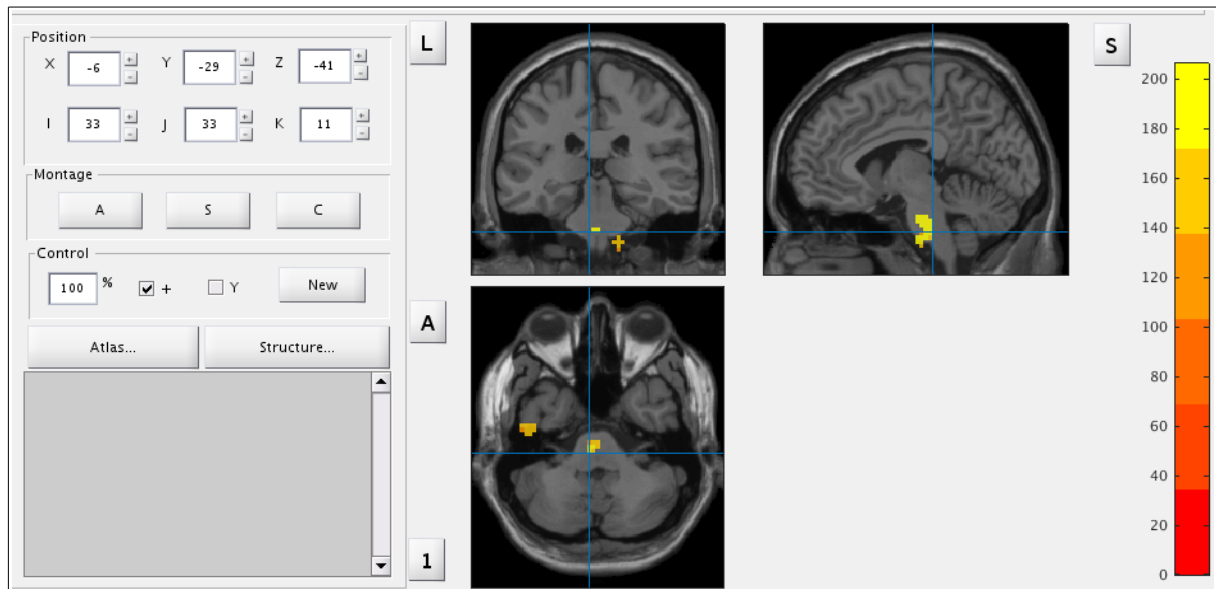 Position
X -6 + - Y -29 + - Z -41 + -
I 33 + - J 33 + - K 11 + -
Montage
A S C
Control
100 % + Y New
Atlas... Structure...
L
A
1
S
200
180
160
140
120
100
80
60
40
20
0